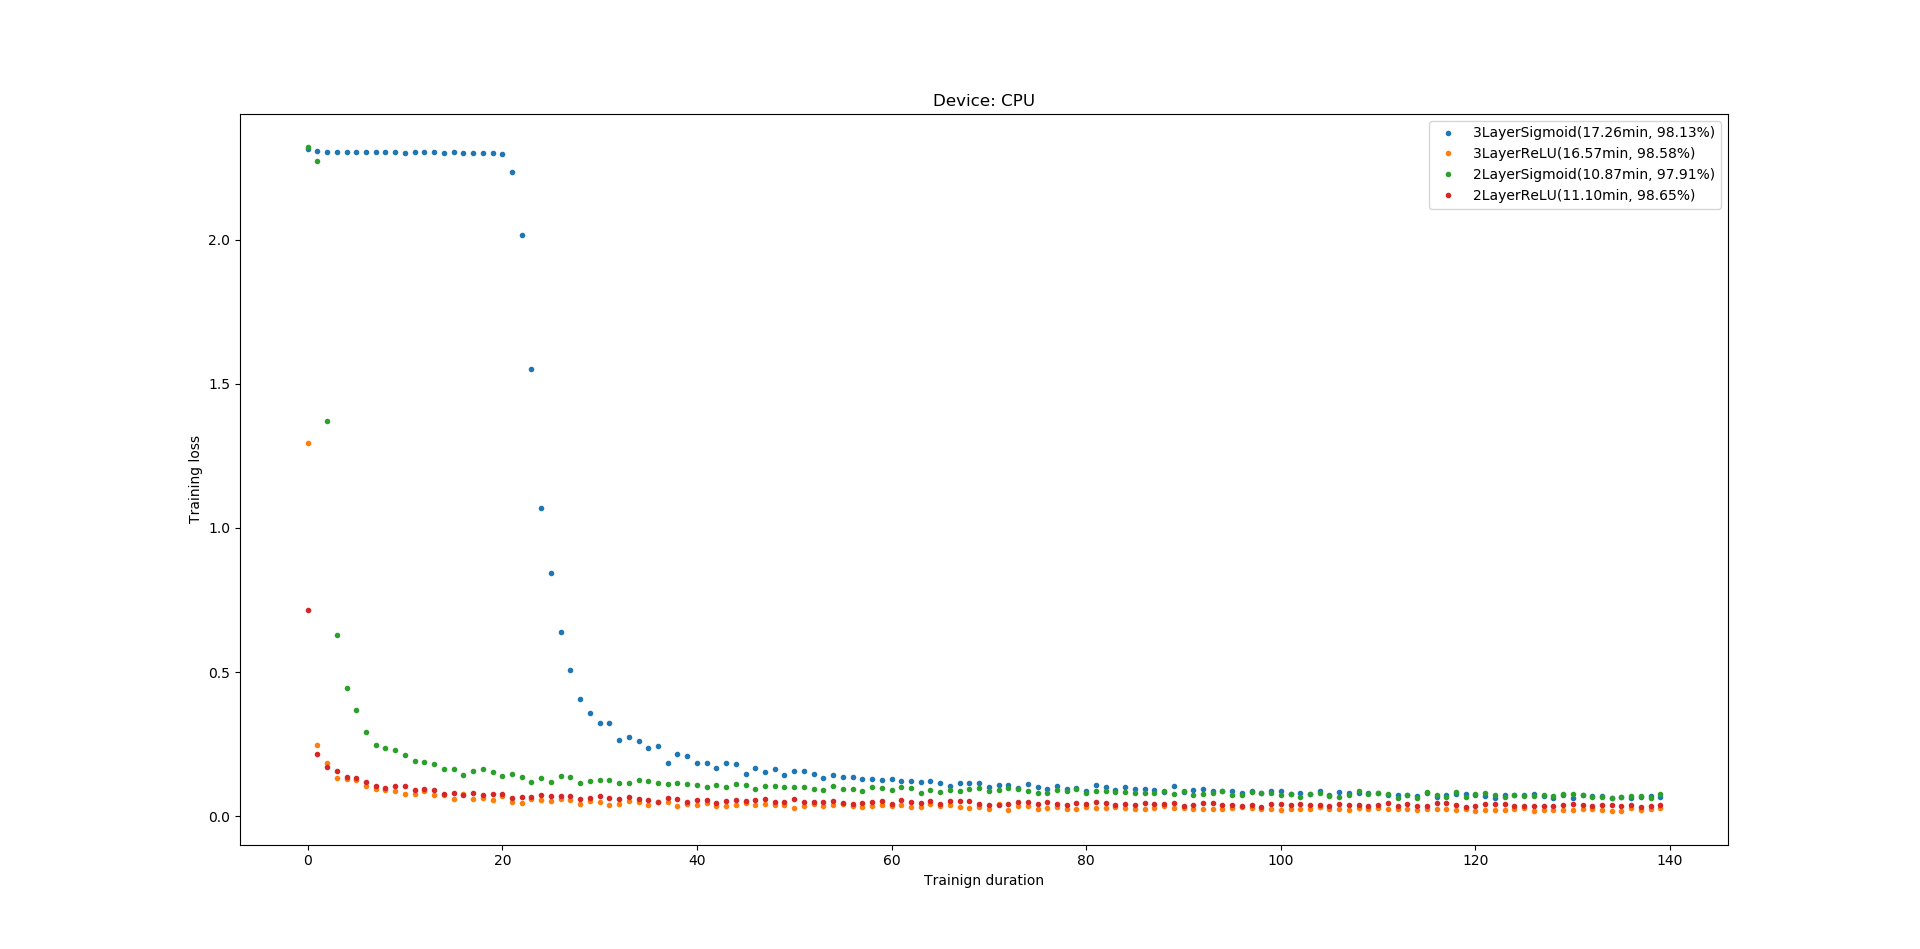 Device: CPU
3LayerSigmoid(17.26min, 98.13%)
3LayerReLU(16.57min, 98.58%)
2LayerSigmoid(10.87min, 97.91%)
2LayerReLU(11.10min, 98.65%)
Training loss
2.0
1.5
1.0
0.5
0.0
0 20 40 60 80 100 120 140
Trainign duration